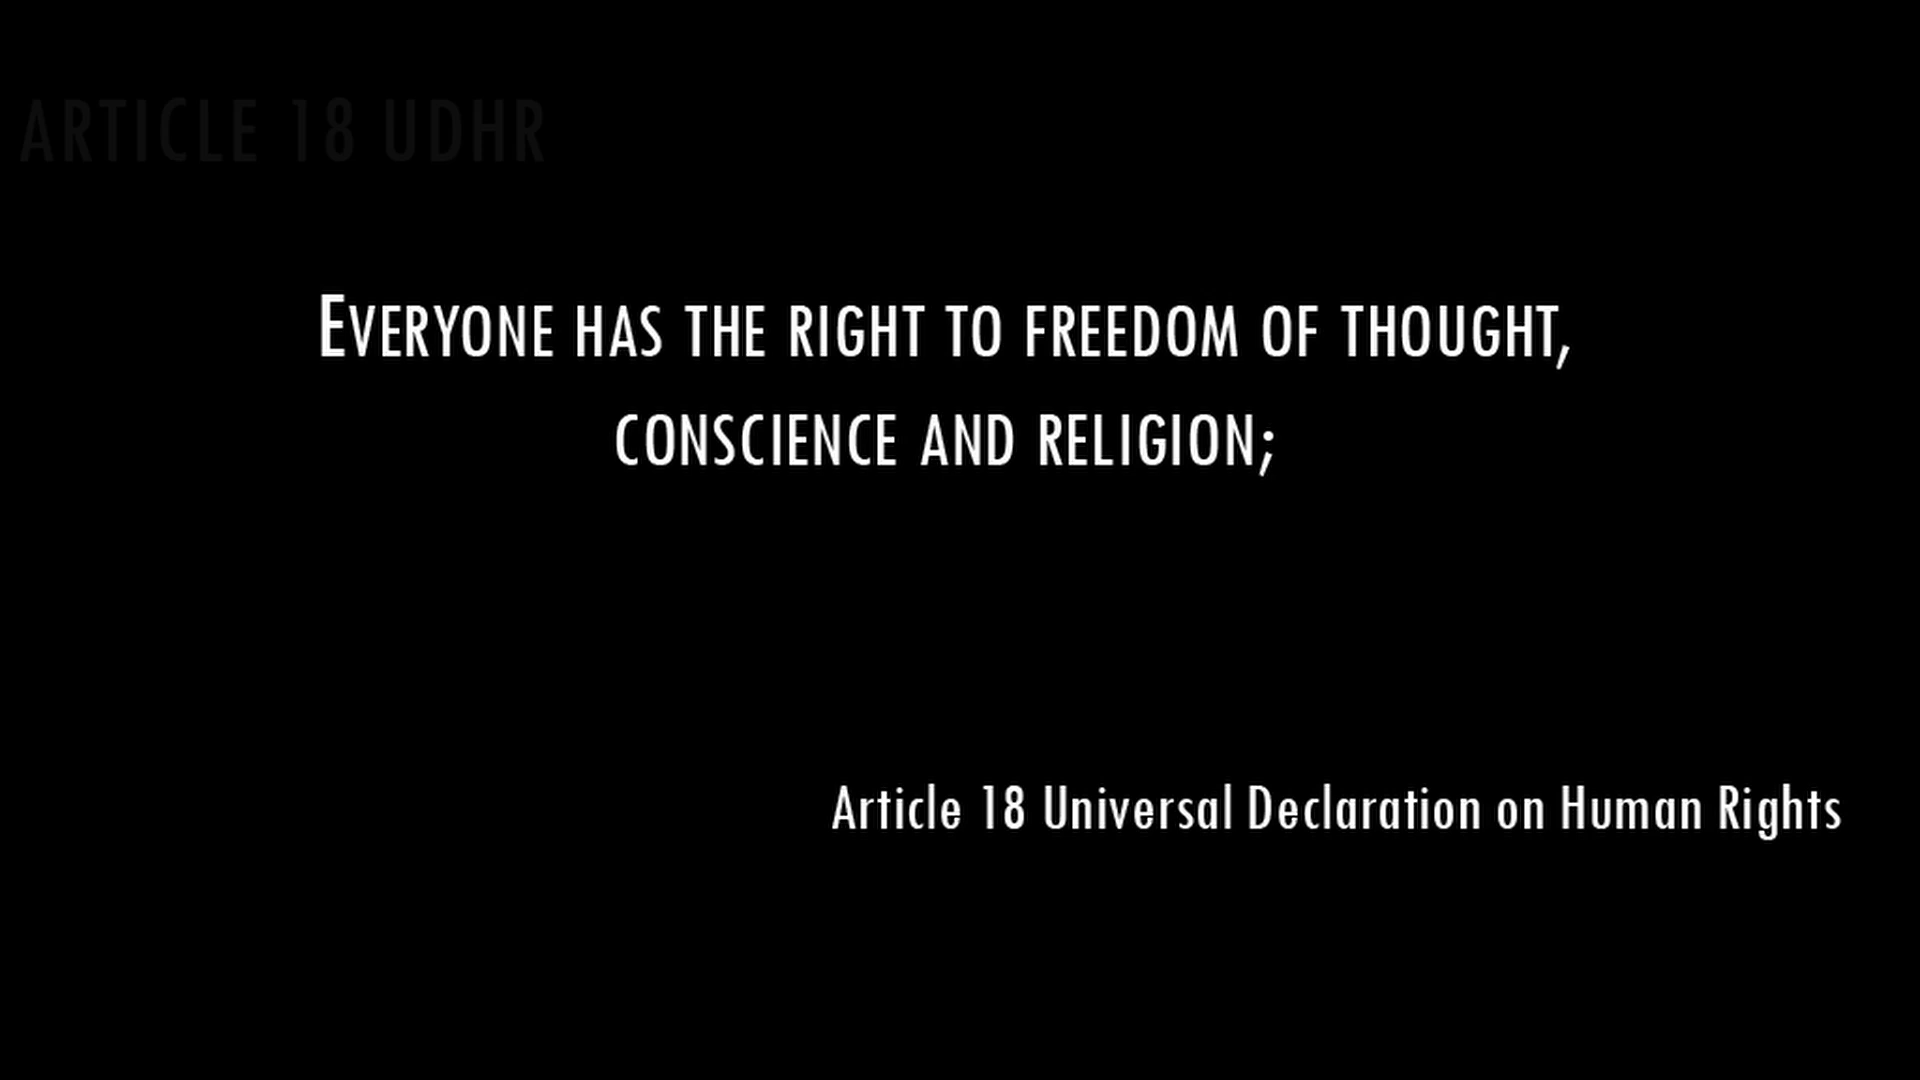 ARTICLE 18 UDHR
EVERYONE HAS THE RIGHT TO FREEDOM OF THOUGHT,
CONSCIENCE AND RELIGION;
Article 18 Universal Declaration on Human Rights